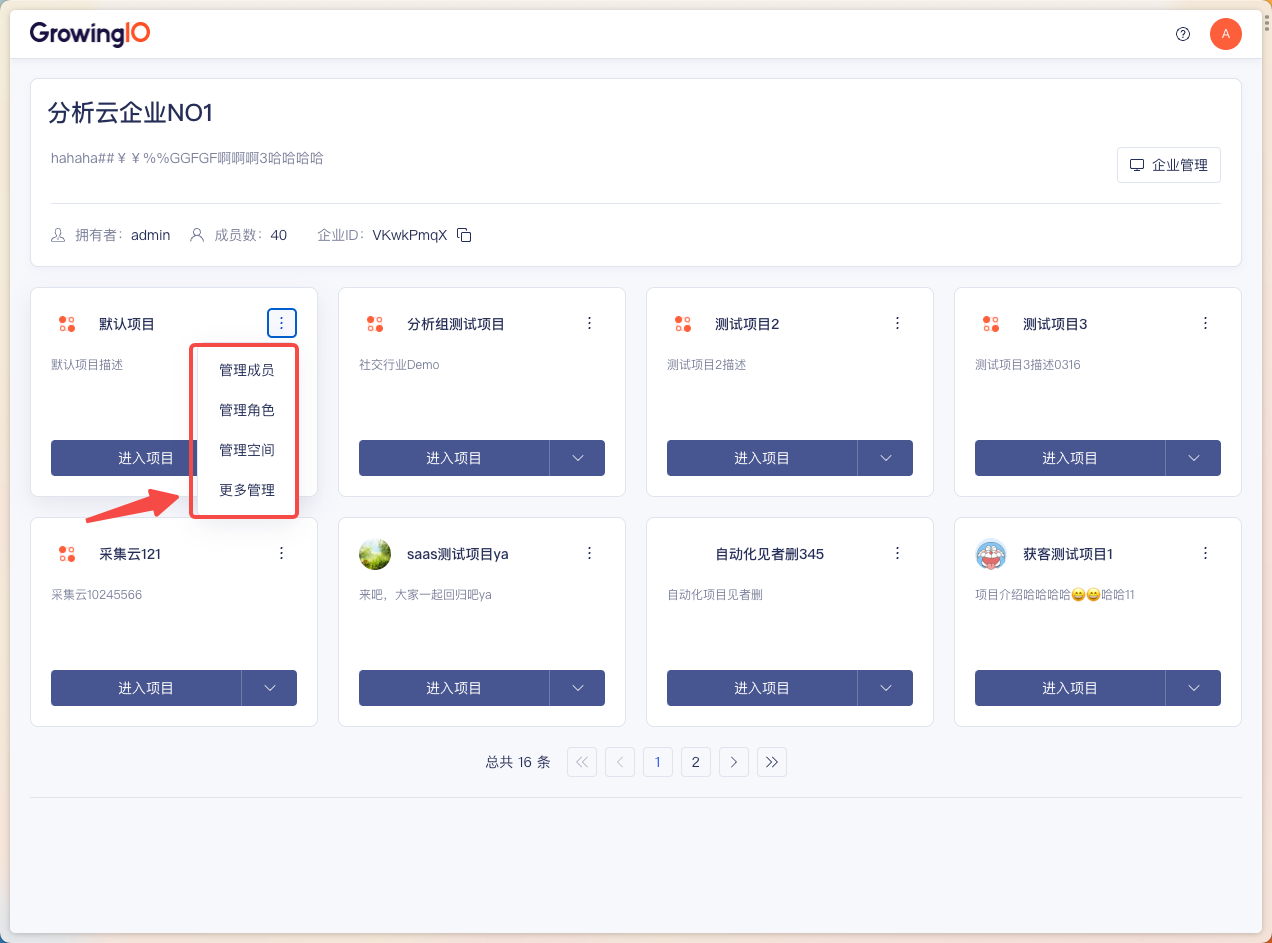 GrowingIO
A
分析云企业NO1
hahaha##￥￥%%GGFGF啊啊啊3哈哈哈哈
企业管理
拥有者： admin 成员数： 40 企业ID： VKwkPmqX
默认项目
默认项目描述
进入项目
管理成员
管理角色
管理空间
更多管理
分析组测试项目
社交行业Demo
进入项目
测试项目2
测试项目2描述
进入项目
测试项目3
测试项目3描述0316
进入项目
采集云121
采集云10245566
进入项目
saas测试项目ya
来吧，大家一起回归吧ya
进入项目
自动化见者删345
自动化项目见者删
进入项目
获客测试项目1
项目介绍哈哈哈哈😄😄哈哈11
进入项目
总共 16 条 1 2